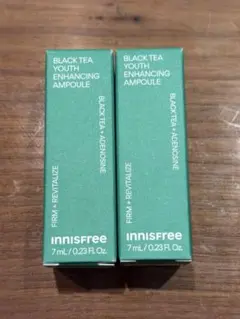 BLACK TEA
YOUTH
ENHANCING
AMPOULE
BLACK TEA + ADENOSINE
FIRM + REVITALIZE
innisfree
7 mL / 0.23 FL. Oz.
BLACK TEA
YOUTH
ENHANCING
AMPOULE
BLACK TEA + ADENOSINE
FIRM + REVITALIZE
innisfree
7 mL / 0.23 FL. Oz.